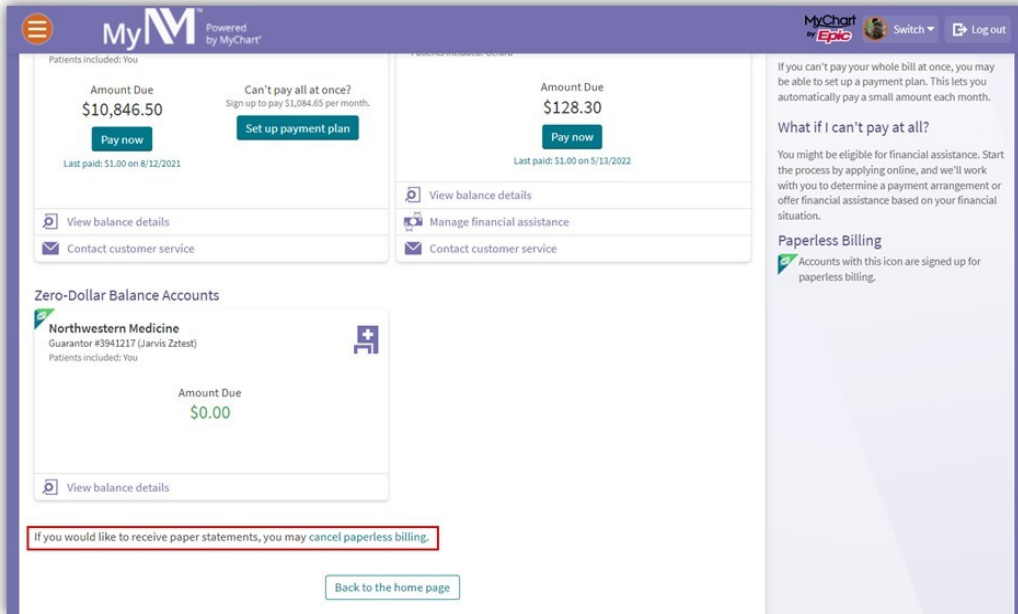 MyNM™ Powered
by MyChart®
MyChart
by Epic
Switch
Log out
Patients included: You
Amount Due
$10,846.50
Pay now
Last paid: $1.00 on 8/12/2021
Can't pay all at once?
Sign up to pay $1,084.65 per month.
Set up payment plan
View balance details
Contact customer service
Patients included:
Amount Due
$128.30
Pay now
Last paid: $1.00 on 5/13/2022
View balance details
Manage financial assistance
Contact customer service
Zero-Dollar Balance Accounts
Northwestern Medicine
Guarantor #3941217 (Jarvis Zztest)
Patients included: You
Amount Due
$0.00
View balance details
If you would like to receive paper statements, you may cancel paperless billing.
Back to the home page
If you can't pay your whole bill at once, you may
be able to set up a payment plan. This lets you
automatically pay a small amount each month.
What if I can't pay at all?
You might be eligible for financial assistance. Start
the process by applying online, and we'll work
with you to determine a payment arrangement or
offer financial assistance based on your financial
situation.
Paperless Billing
Accounts with this icon are signed up for
paperless billing.